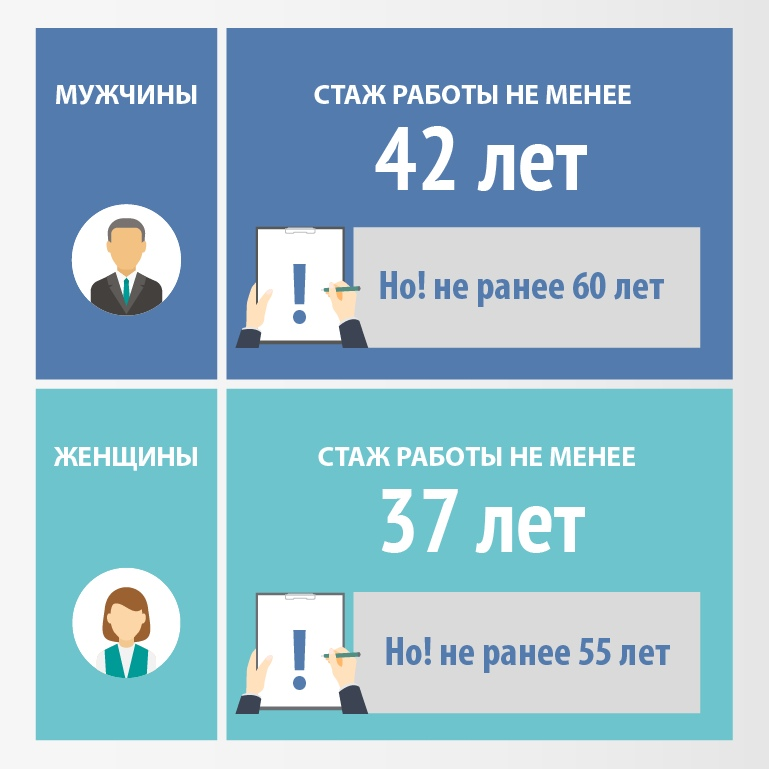 МУЖЧИНЫ
СТАЖ РАБОТЫ НЕ МЕНЕЕ
42 лет
!
Но! не ранее 60 лет
ЖЕНЩИНЫ
СТАЖ РАБОТЫ НЕ МЕНЕЕ
37 лет
!
Но! не ранее 55 лет